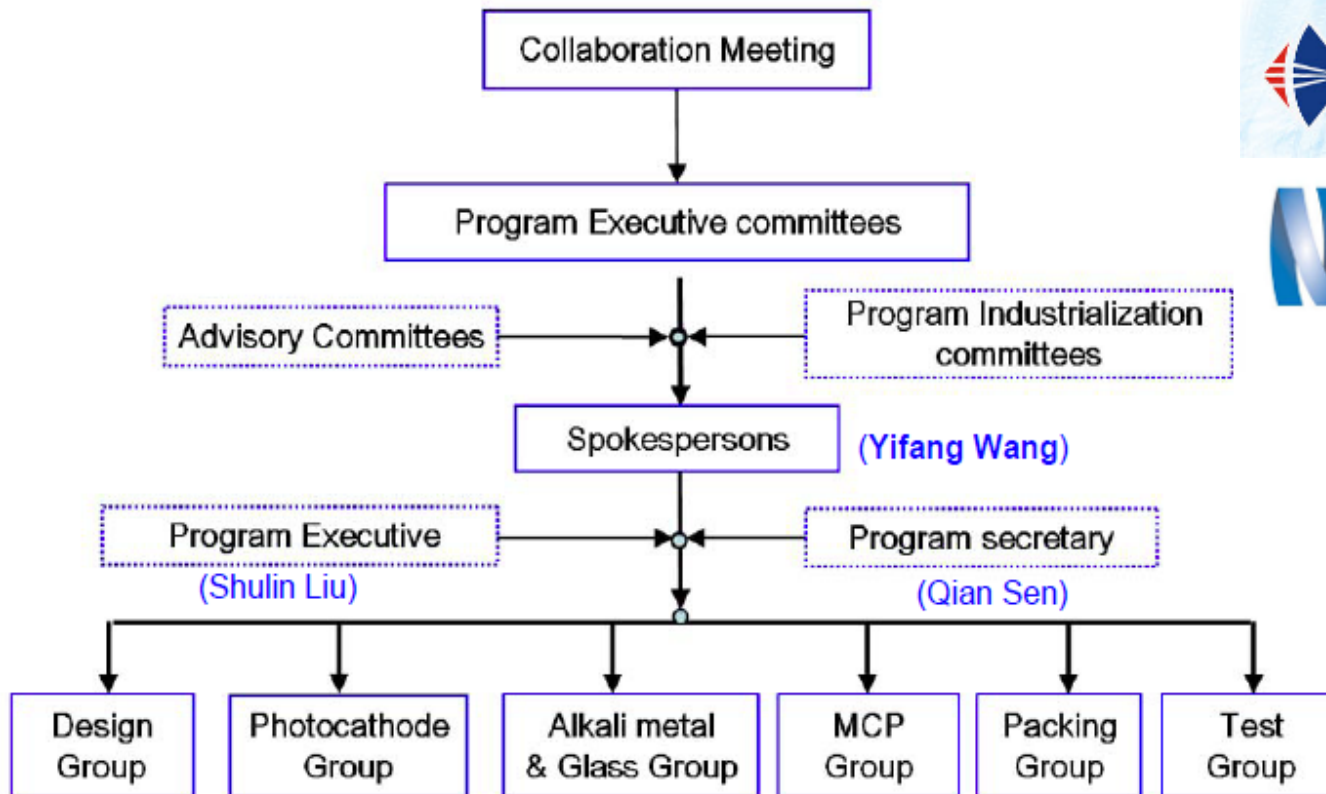 Collaboration Meeting
Program Executive committees
Advisory Committees
Program Industrialization
committees
Spokespersons
(Yifang Wang)
Program Executive
Program secretary
(Shulin Liu)
(Qian Sen)
Design
Group
Photocathode
Group
Alkali metal
& Glass Group
MCP
Group
Packing
Group
Test
Group